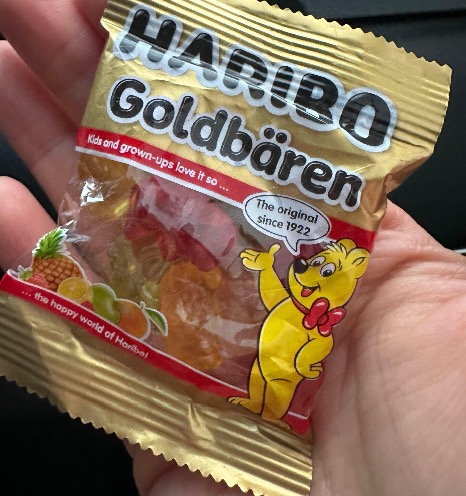 HARIBO
Goldbären
Kids and grown-ups love it so ...
The original
since 1922
... the happy world of Haribo!